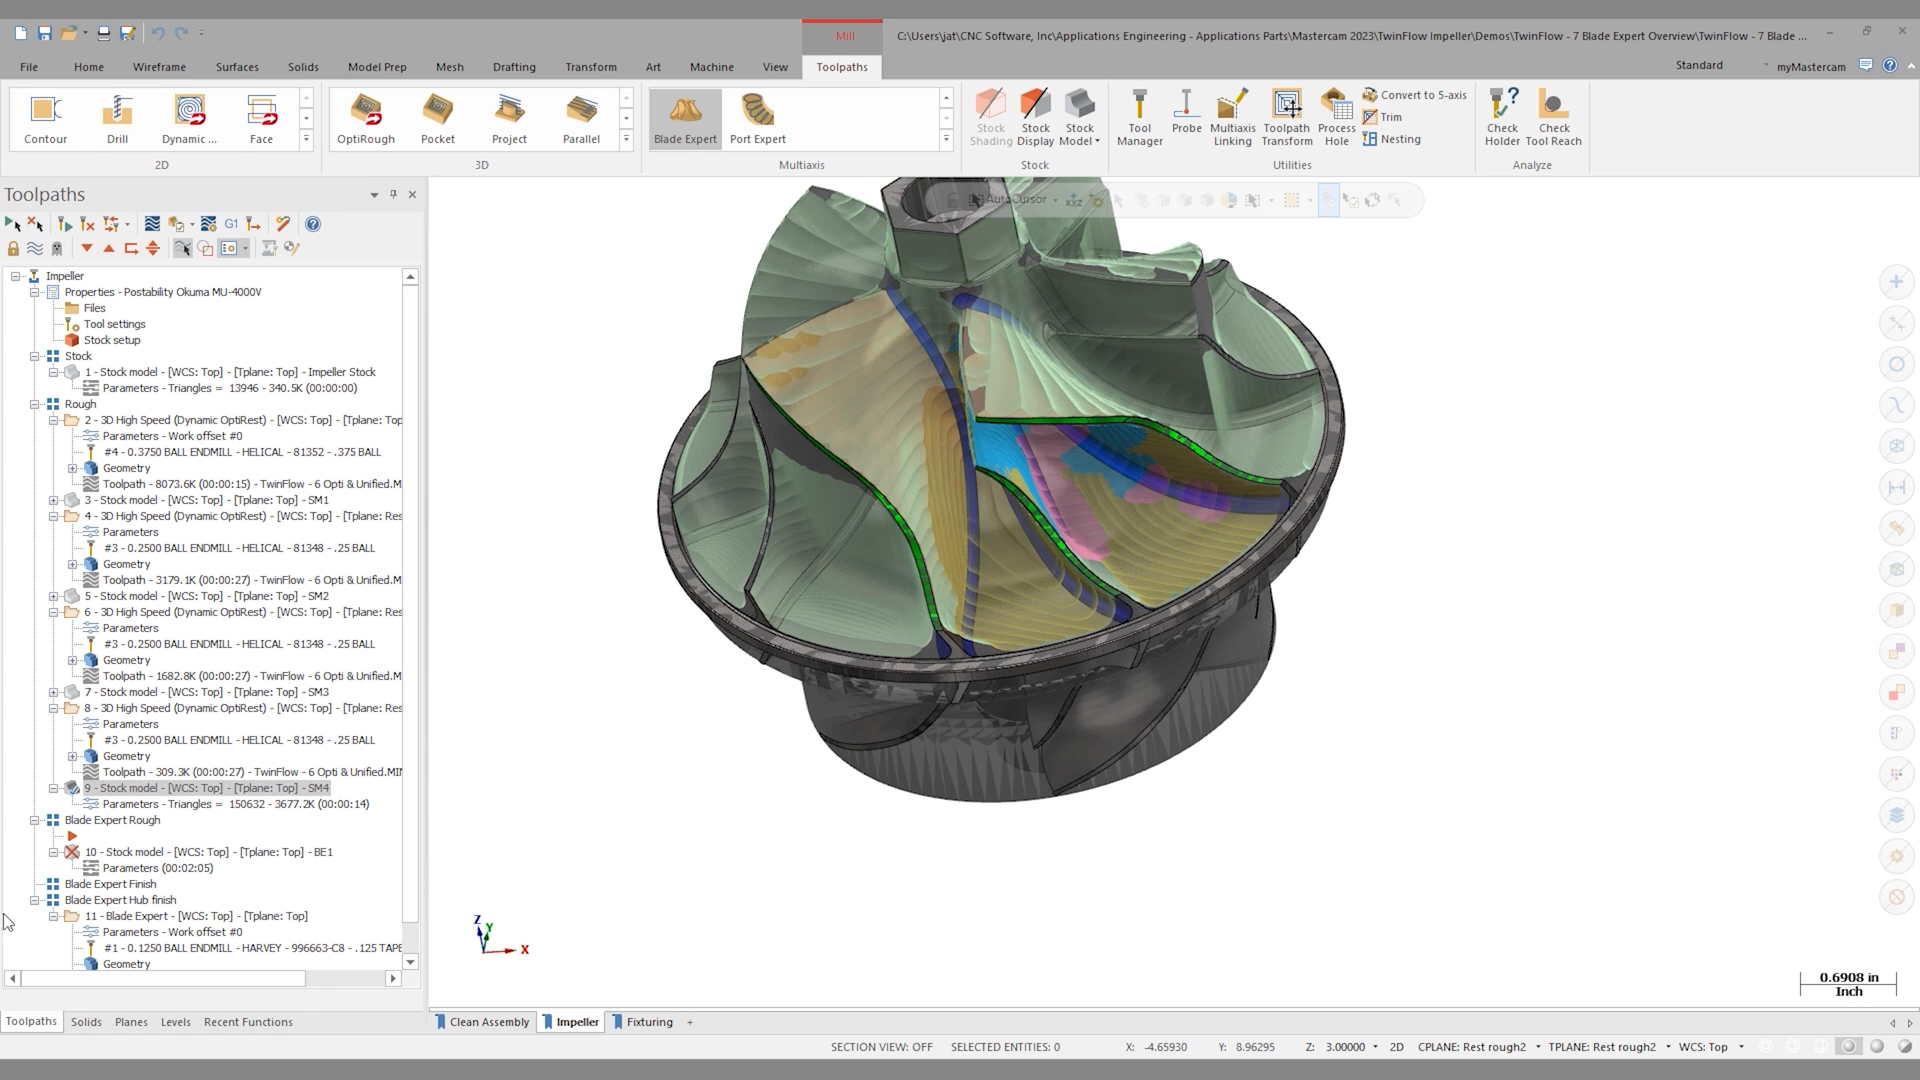 Mill
C:\Users\jat\CNC Software, Inc\Applications Engineering - Applications Parts\Mastercam 2023\TwinFlow Impeller\Demos\TwinFlow - 7 Blade Expert Overview\TwinFlow - 7 Blade ...
File Home Wireframe Surfaces Solids Model Prep Mesh Drafting Transform Art Machine View Toolpaths
Standard myMastercam
Contour Drill Dynamic ... Face
2D
OptiRough Pocket Project Parallel
3D
Blade Expert Port Expert
Multiaxis
Stock Shading Stock Display Stock Model
Stock
Tool Manager Probe Multiaxis Linking Toolpath Transform Process Hole
Convert to 5-axis
Trim
Nesting
Utilities
Check Holder Check Tool Reach
Analyze
Toolpaths
G1
AutoCursor
XYZ
Impeller
Properties - Postability Okuma MU-4000V
Files
Tool settings
Stock setup
Stock
1 - Stock model - [WCS: Top] - [Tplane: Top] - Impeller Stock
Parameters - Triangles = 13946 - 340.5K (00:00:00)
Rough
2 - 3D High Speed (Dynamic OptiRest) - [WCS: Top] - [Tplane: Top
Parameters - Work offset #0
#4 - 0.3750 BALL ENDMILL - HELICAL - 81352 - .375 BALL
Geometry
Toolpath - 8073.6K (00:00:15) - TwinFlow - 6 Opti & Unified.M
3 - Stock model - [WCS: Top] - [Tplane: Top] - SM1
4 - 3D High Speed (Dynamic OptiRest) - [WCS: Top] - [Tplane: Res
Parameters
#3 - 0.2500 BALL ENDMILL - HELICAL - 81348 - .25 BALL
Geometry
Toolpath - 3179.1K (00:00:27) - TwinFlow - 6 Opti & Unified.M
5 - Stock model - [WCS: Top] - [Tplane: Top] - SM2
6 - 3D High Speed (Dynamic OptiRest) - [WCS: Top] - [Tplane: Res
Parameters
#3 - 0.2500 BALL ENDMILL - HELICAL - 81348 - .25 BALL
Geometry
Toolpath - 1682.8K (00:00:27) - TwinFlow - 6 Opti & Unified.M
7 - Stock model - [WCS: Top] - [Tplane: Top] - SM3
8 - 3D High Speed (Dynamic OptiRest) - [WCS: Top] - [Tplane: Res
Parameters
#3 - 0.2500 BALL ENDMILL - HELICAL - 81348 - .25 BALL
Geometry
Toolpath - 309.3K (00:00:27) - TwinFlow - 6 Opti & Unified.MI
9 - Stock model - [WCS: Top] - [Tplane: Top] - SM4
Parameters - Triangles = 150632 - 3677.2K (00:00:14)
Blade Expert Rough
10 - Stock model - [WCS: Top] - [Tplane: Top] - BE1
Parameters (00:02:05)
Blade Expert Finish
Blade Expert Hub finish
11 - Blade Expert - [WCS: Top] - [Tplane: Top]
Parameters - Work offset #0
#1 - 0.1250 BALL ENDMILL - HARVEY - 996663-C8 - .125 TAPE
Geometry
Z
Y
X
0.6908 in
Inch
Toolpaths Solids Planes Levels Recent Functions
Clean Assembly Impeller Fixturing +
SECTION VIEW: OFF SELECTED ENTITIES: 0 X: -4.65930 Y: 8.96295 Z: 3.00000 2D CPLANE: Rest rough2 TPLANE: Rest rough2 WCS: Top